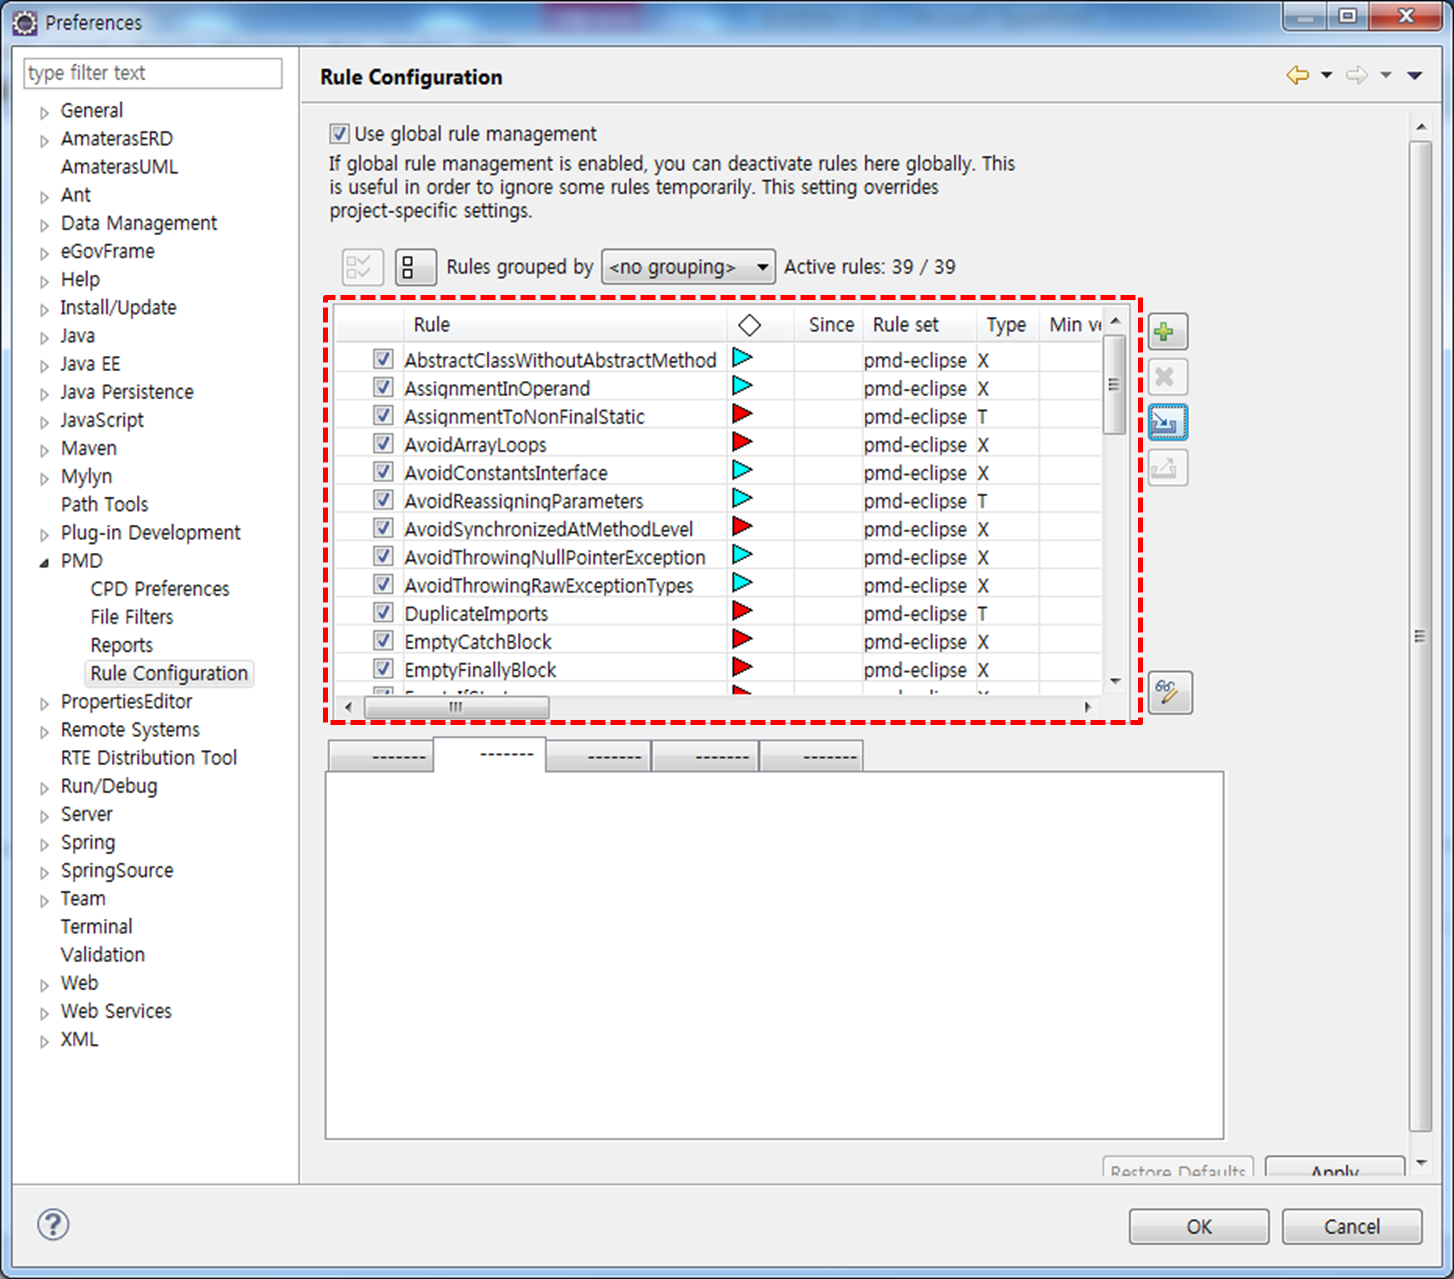 Preferences
type filter text
General
AmaterasERD
AmaterasUML
Ant
Data Management
eGovFrame
Help
Install/Update
Java
Java EE
Java Persistence
JavaScript
Maven
Mylyn
Path Tools
Plug-in Development
PMD
CPD Preferences
File Filters
Reports
Rule Configuration
PropertiesEditor
Remote Systems
RTE Distribution Tool
Run/Debug
Server
Spring
SpringSource
Team
Terminal
Validation
Web
Web Services
XML
Rule Configuration
Use global rule management
If global rule management is enabled, you can deactivate rules here globally. This
is useful in order to ignore some rules temporarily. This setting overrides
project-specific settings.
Rules grouped by <no grouping> Active rules: 39 / 39
Rule Since Rule set Type Min ve
AbstractClassWithoutAbstractMethod pmd-eclipse X
AssignmentInOperand pmd-eclipse X
AssignmentToNonFinalStatic pmd-eclipse T
AvoidArrayLoops pmd-eclipse X
AvoidConstantsInterface pmd-eclipse X
AvoidReassigningParameters pmd-eclipse T
AvoidSynchronizedAtMethodLevel pmd-eclipse X
AvoidThrowingNullPointerException pmd-eclipse X
AvoidThrowingRawExceptionTypes pmd-eclipse X
DuplicateImports pmd-eclipse T
EmptyCatchBlock pmd-eclipse X
EmptyFinallyBlock pmd-eclipse X
------- ------- ------- ------- -------
Restore Defaults Apply
OK Cancel